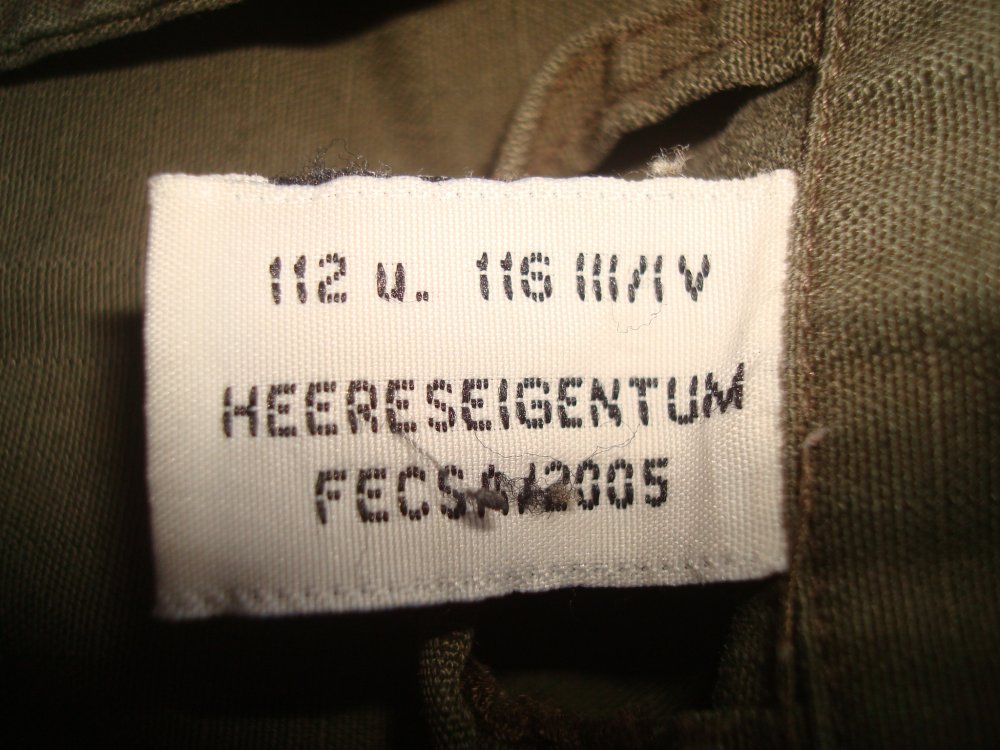 112 u. 116 III/IV
HEERESEIGENTUM
FECSA/2005